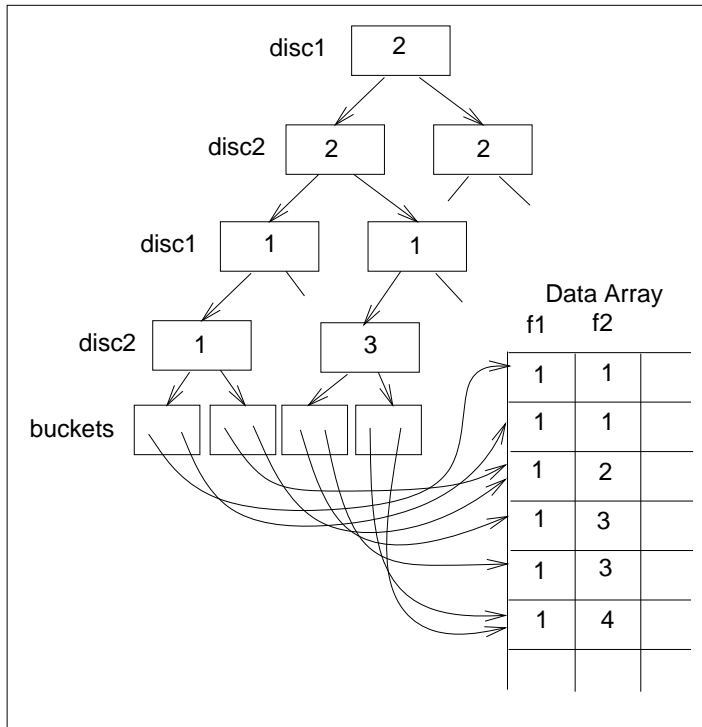 disc1 2
disc2 2 2
disc1 1 1
Data Array
f1 f2
disc2 1 3
buckets
1 1
1 1
1 2
1 3
1 3
1 4